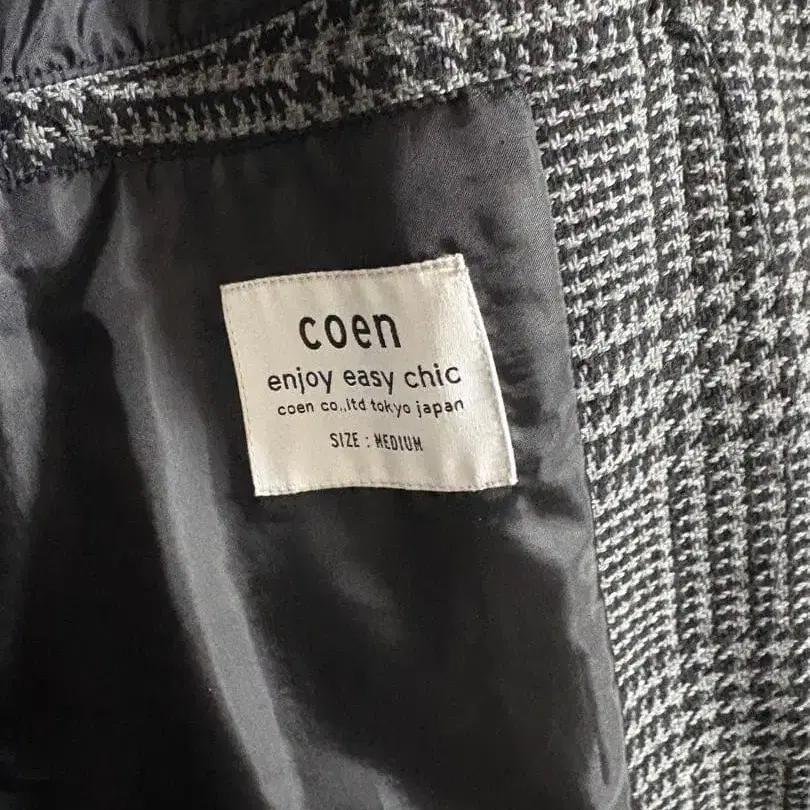 coen
enjoy easy chic
coen co.,ltd tokyo japan
SIZE : MEDIUM